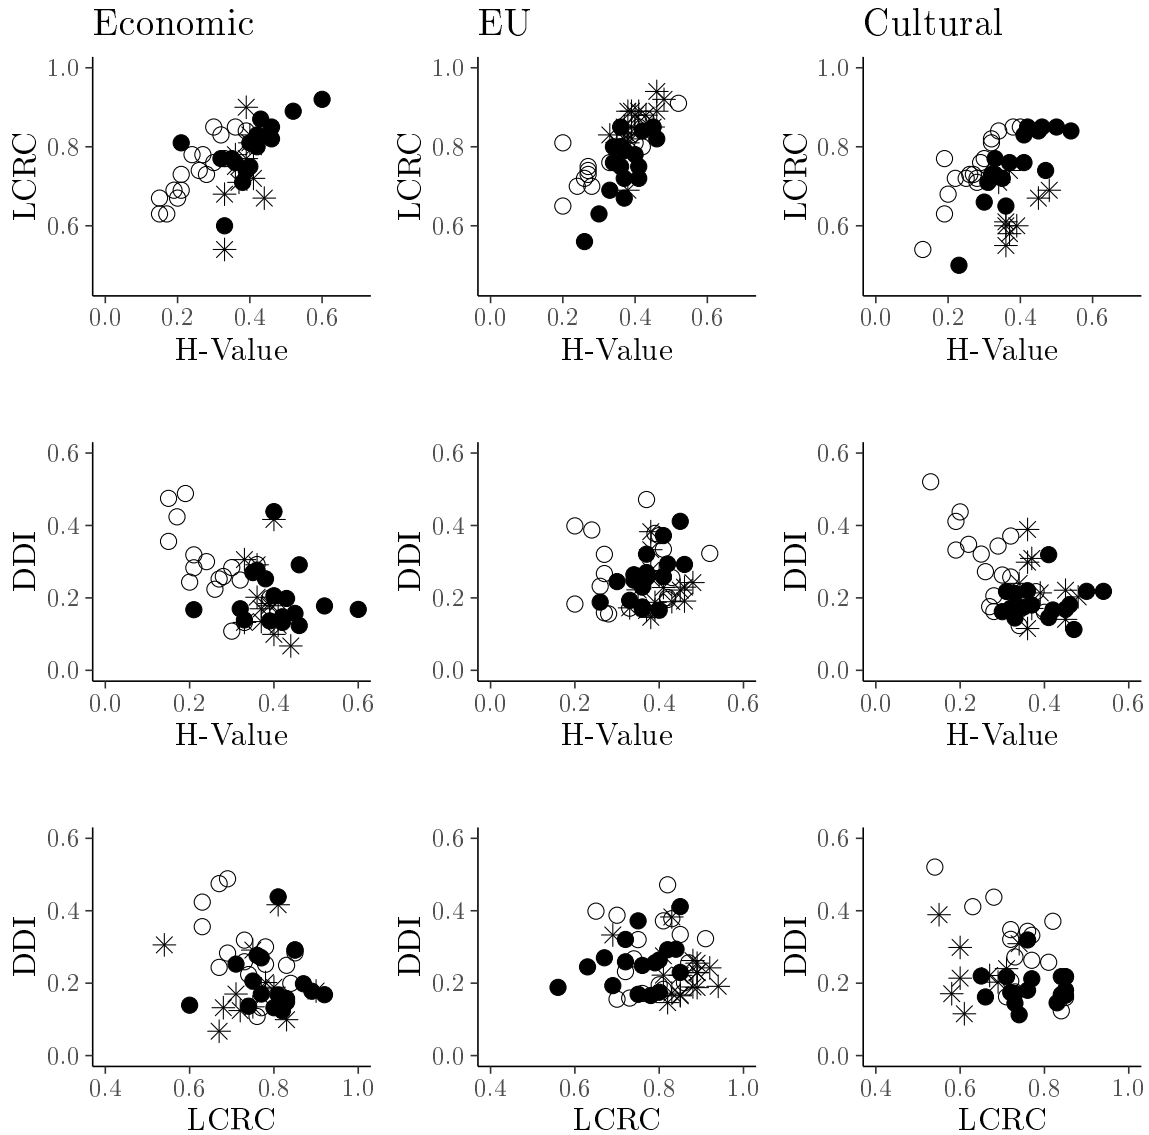 Economic EU Cultural
1.0 1.0 1.0
0.8 0.8 0.8
0.6 0.6 0.6
LCRC LCRC LCRC
0.0 0.2 0.4 0.6 0.0 0.2 0.4 0.6 0.0 0.2 0.4 0.6
H-Value H-Value H-Value
0.6 0.6 0.6
0.4 0.4 0.4
0.2 0.2 0.2
0.0 0.0 0.0
DDI DDI DDI
0.0 0.2 0.4 0.6 0.0 0.2 0.4 0.6 0.0 0.2 0.4 0.6
H-Value H-Value H-Value
0.6 0.6 0.6
0.4 0.4 0.4
0.2 0.2 0.2
0.0 0.0 0.0
DDI DDI DDI
0.4 0.6 0.8 1.0 0.4 0.6 0.8 1.0 0.4 0.6 0.8 1.0
LCRC LCRC LCRC